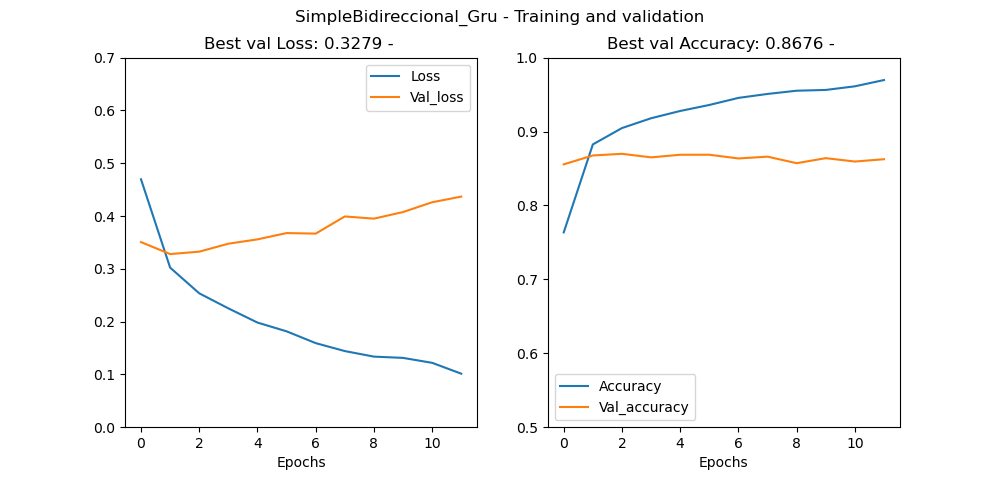 SimpleBidireccional_Gru - Training and validation
Best val Loss: 0.3279 -
0.7
0.6
0.5
0.4
0.3
0.2
0.1
0.0
Loss
Val_loss
0 2 4 6 8 10
Epochs
Best val Accuracy: 0.8676 -
1.0
0.9
0.8
0.7
0.6
0.5
Accuracy
Val_accuracy
0 2 4 6 8 10
Epochs